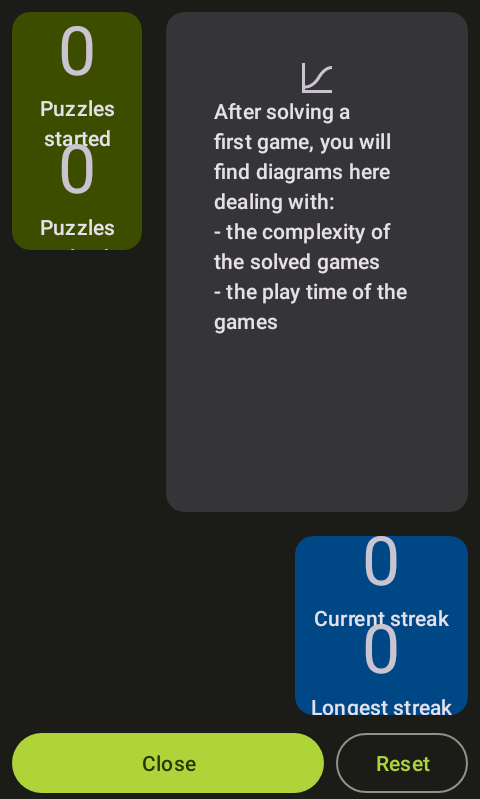 0
Puzzles
started
0
Puzzles
After solving a
first game, you will
find diagrams here
dealing with:
- the complexity of
the solved games
- the play time of the
games
0
Current streak
0
Longest streak
Close
Reset